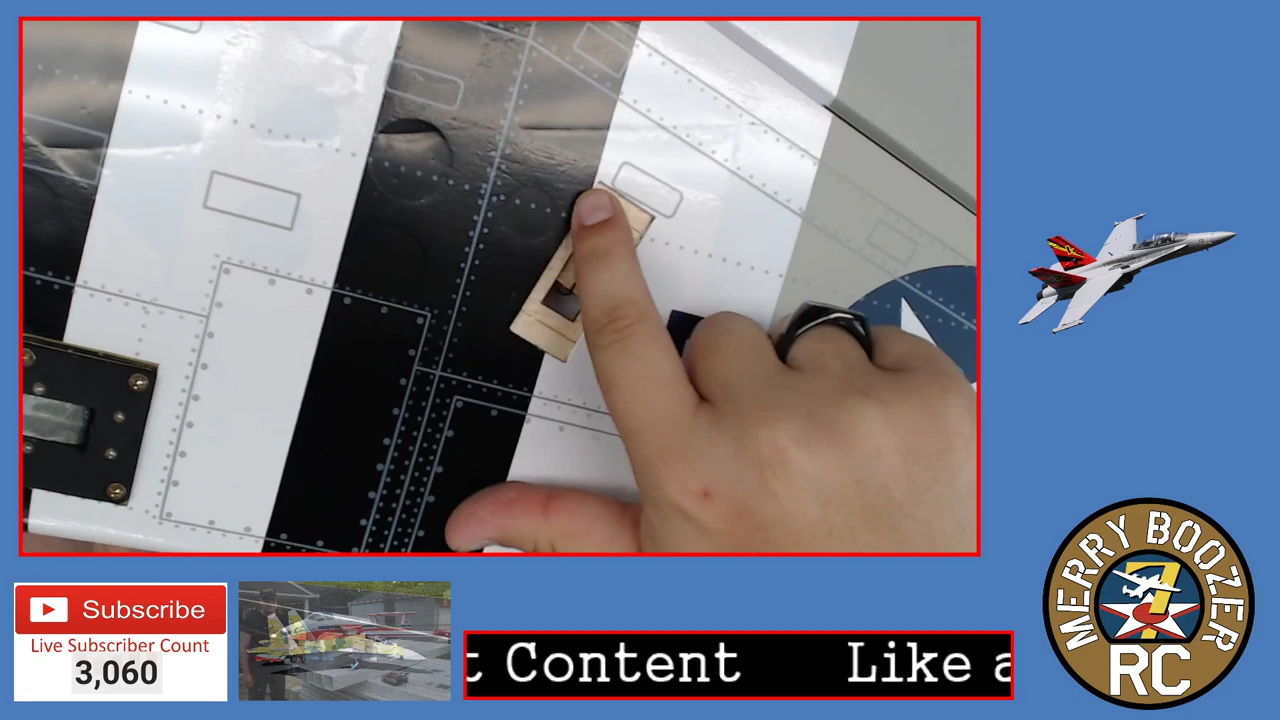 Subscribe
Live Subscriber Count
3,060
t Content Like a
MERRY BOOZER
7
RC